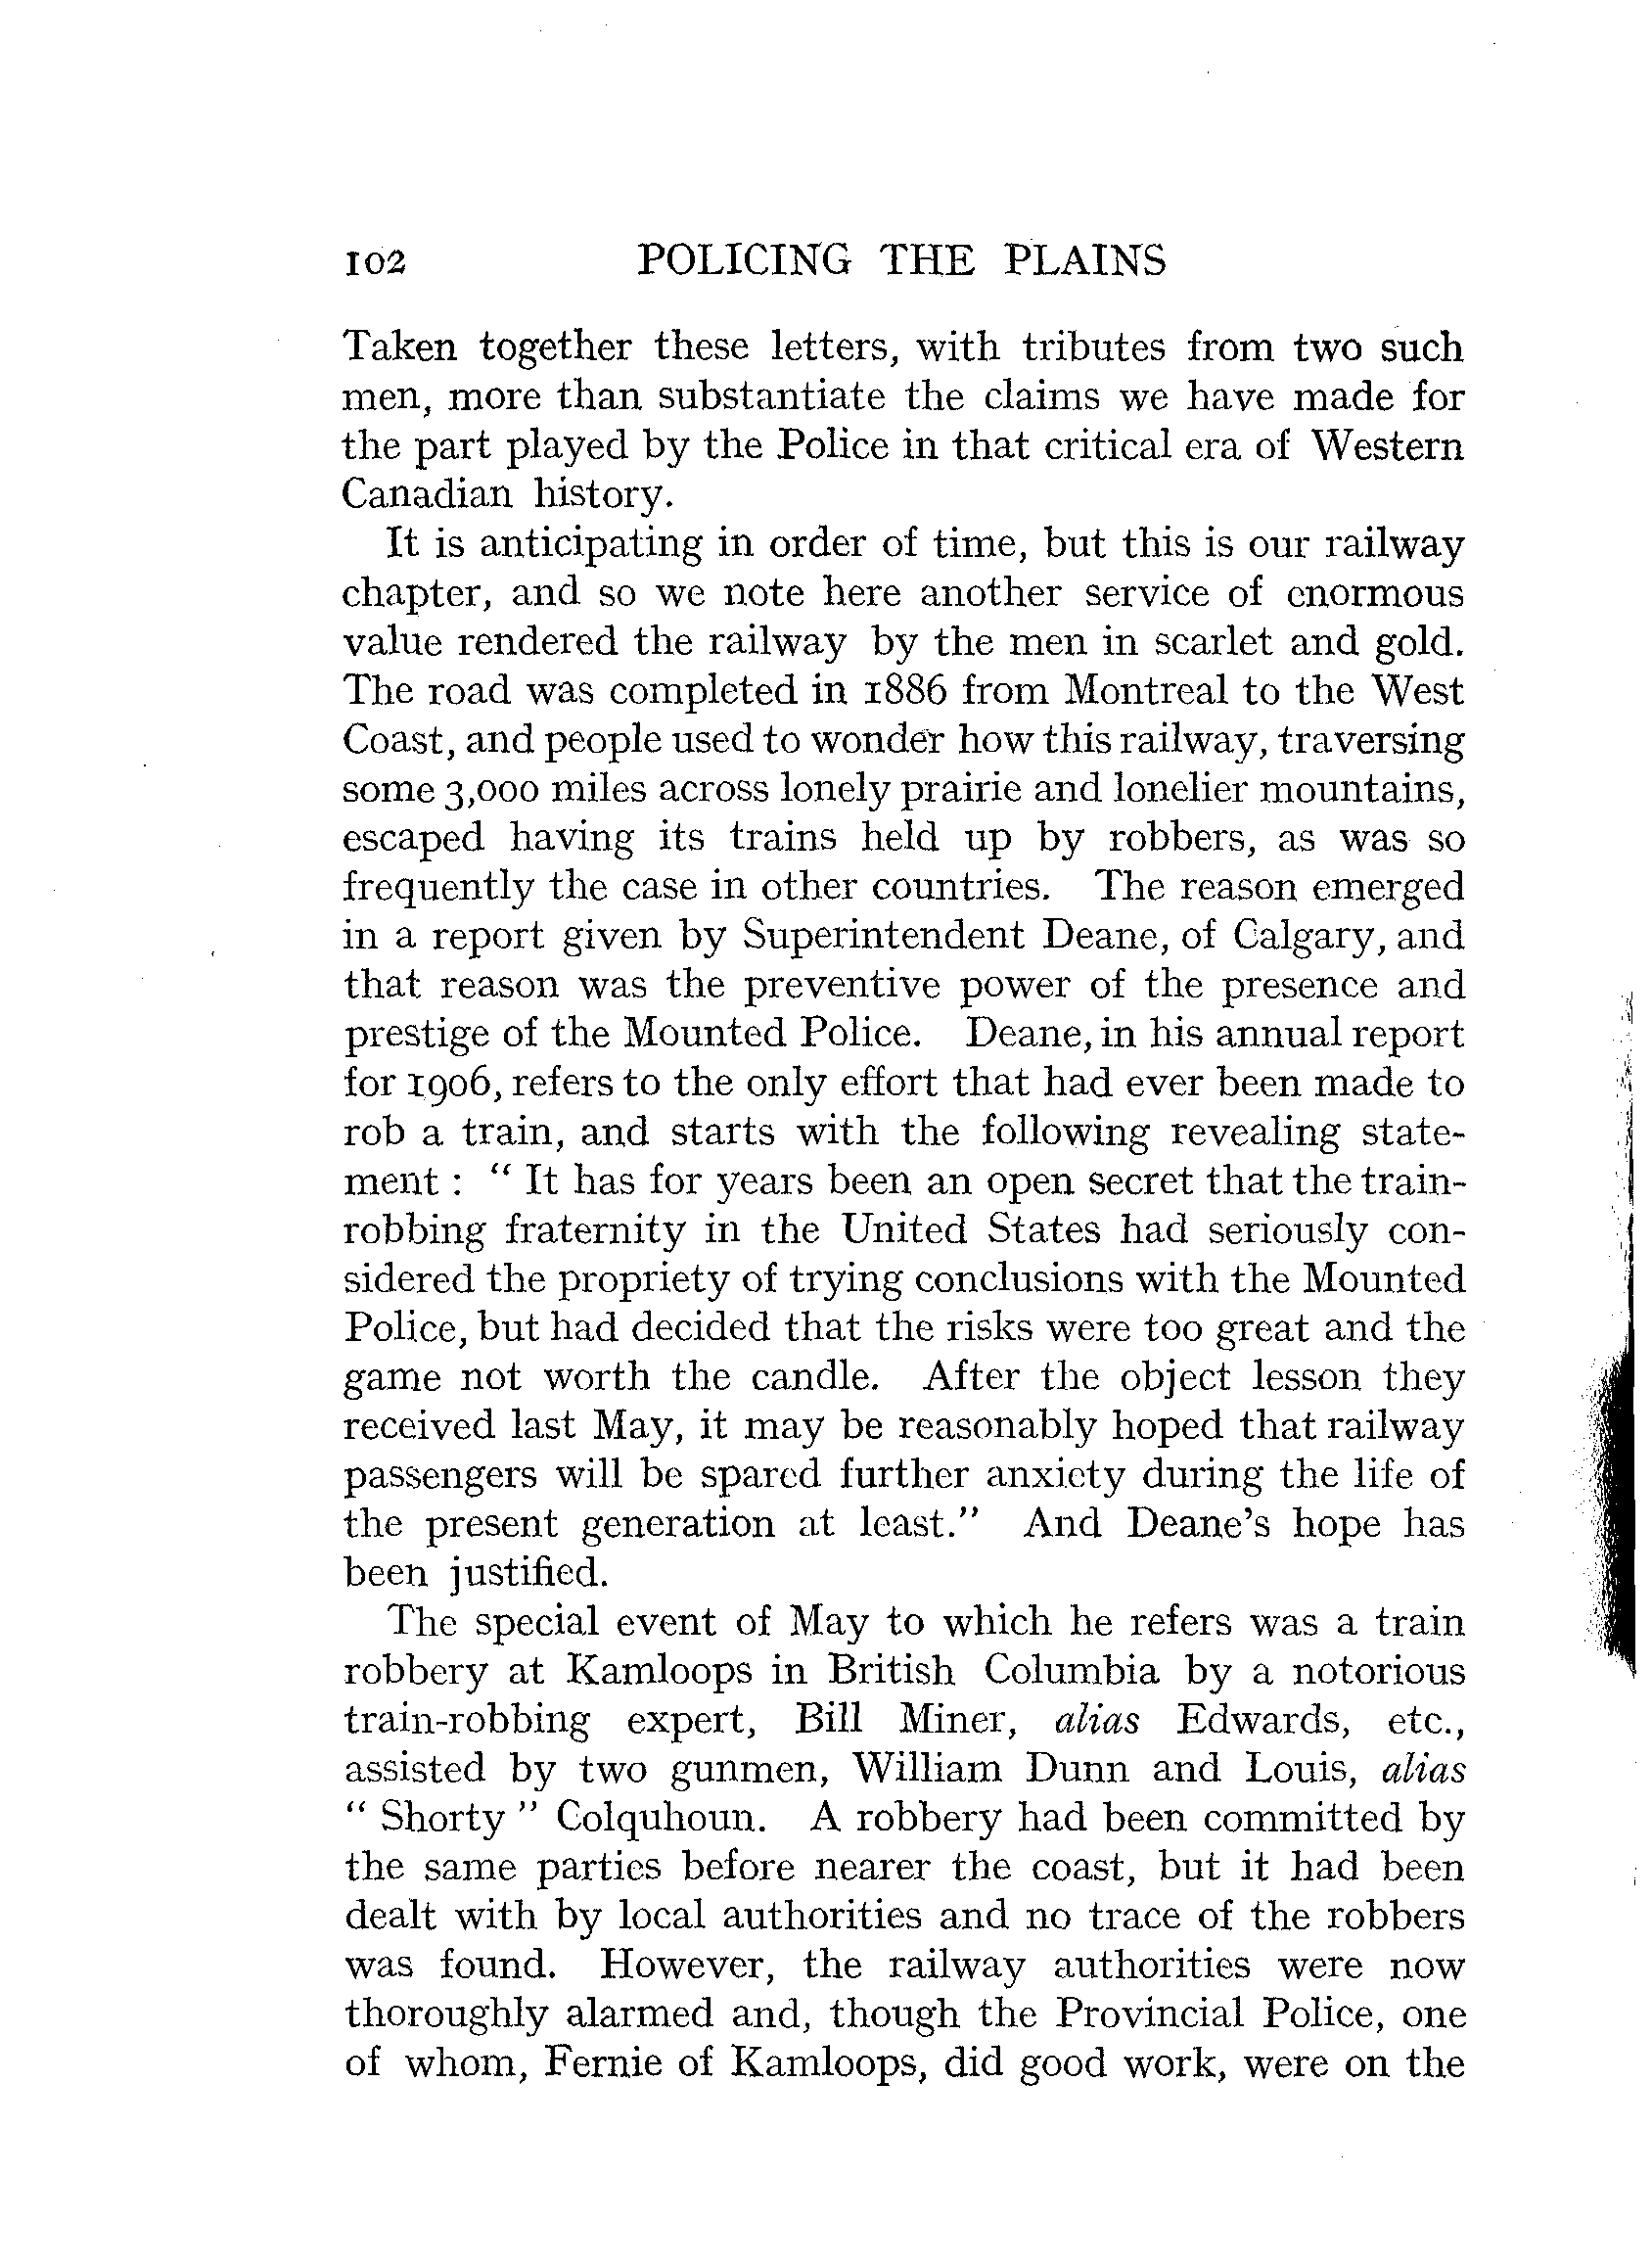 102 POLICING THE PLAINS
Taken together these letters, with tributes from two such
men, more than substantiate the claims we have made for
the part played by the Police in that critical era of Western
Canadian history.
It is anticipating in order of time, but this is our railway
chapter, and so we note here another service of enormous
value rendered the railway by the men in scarlet and gold.
The road was completed in 1886 from Montreal to the West
Coast, and people used to wonder how this railway, traversing
some 3,000 miles across lonely prairie and lonelier mountains,
escaped having its trains held up by robbers, as was so
frequently the case in other countries. The reason emerged
in a report given by Superintendent Deane, of Calgary, and
that reason was the preventive power of the presence and
prestige of the Mounted Police. Deane, in his annual report
for 1906, refers to the only effort that had ever been made to
rob a train, and starts with the following revealing state-
ment : " It has for years been an open secret that the train-
robbing fraternity in the United States had seriously con-
sidered the propriety of trying conclusions with the Mounted
Police, but had decided that the risks were too great and the
game not worth the candle. After the object lesson they
received last May, it may be reasonably hoped that railway
passengers will be spared further anxiety during the life of
the present generation at least." And Deane's hope has
been justified.
The special event of May to which he refers was a train
robbery at Kamloops in British Columbia by a notorious
train-robbing expert, Bill Miner, alias Edwards, etc.,
assisted by two gunmen, William Dunn and Louis, alias
" Shorty " Colquhoun. A robbery had been committed by
the same parties before nearer the coast, but it had been
dealt with by local authorities and no trace of the robbers
was found. However, the railway authorities were now
thoroughly alarmed and, though the Provincial Police, one
of whom, Fernie of Kamloops, did good work, were on the